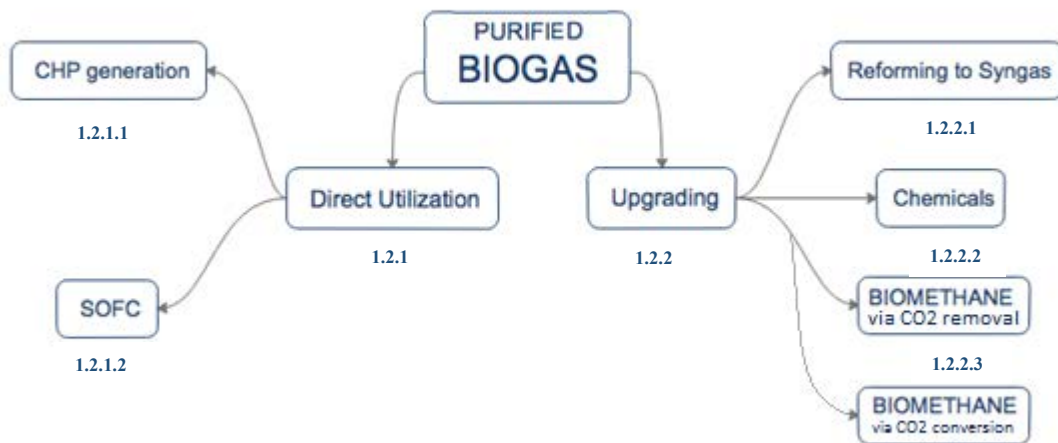 PURIFIED
BIOGAS
CHP generation
1.2.1.1
Direct Utilization
1.2.1
SOFC
1.2.1.2
Upgrading
1.2.2
Reforming to Syngas
1.2.2.1
Chemicals
1.2.2.2
BIOMETHANE
via CO2 removal
1.2.2.3
BIOMETHANE
via CO2 conversion